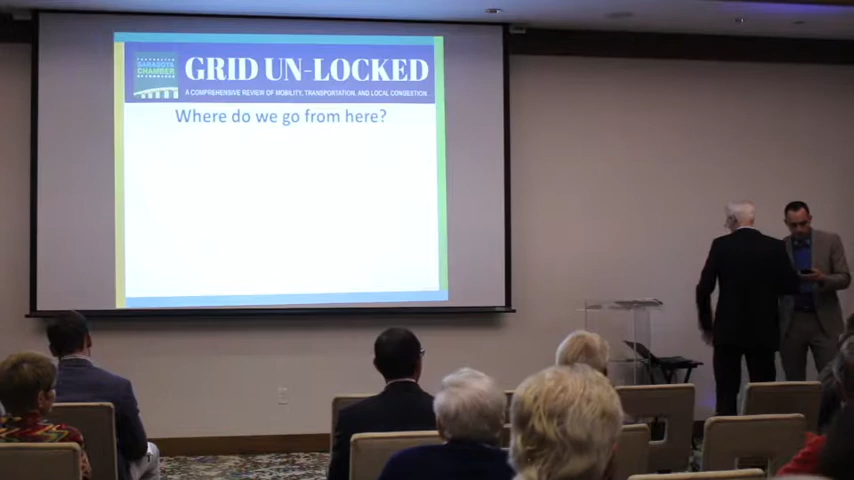 SARASOTA
CHAMBER
GRID UN-LOCKED
A COMPREHENSIVE REVIEW OF MOBILITY, TRANSPORTATION, AND LOCAL CONGESTION
Where do we go from here?